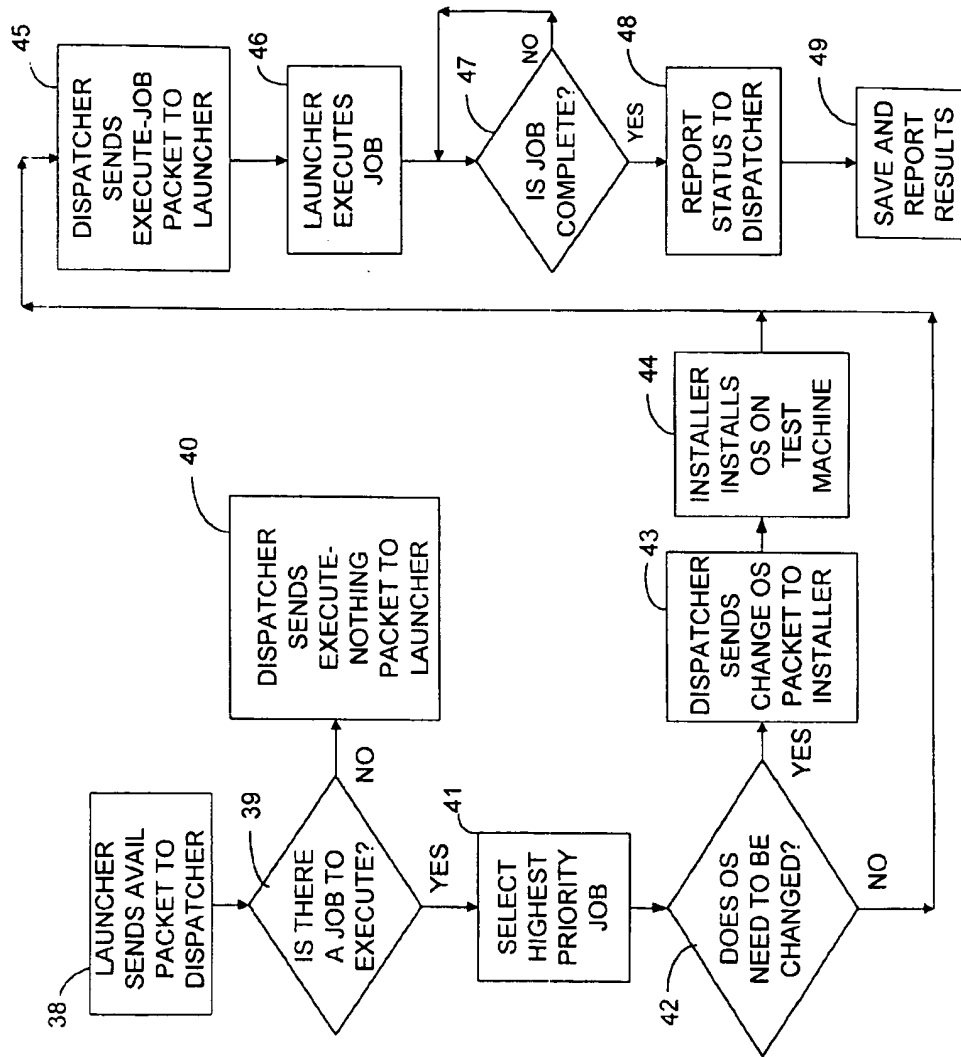 38
LAUNCHER
SENDS AVAIL
PACKET TO
DISPATCHER
39
IS THERE
A JOB TO
EXECUTE?
NO
YES
40
DISPATCHER
SENDS
EXECUTE-
NOTHING
PACKET TO
LAUNCHER
41
SELECT
HIGHEST
PRIORITY
JOB
42
DOES OS
NEED TO BE
CHANGED?
YES
NO
43
DISPATCHER
SENDS
CHANGE OS
PACKET TO
INSTALLER
44
INSTALLER
INSTALLS
OS ON
TEST
MACHINE
45
DISPATCHER
SENDS
EXECUTE-JOB
PACKET TO
LAUNCHER
46
LAUNCHER
EXECUTES
JOB
47
IS JOB
COMPLETE?
NO
YES
48
REPORT
STATUS TO
DISPATCHER
49
SAVE AND
REPORT
RESULTS